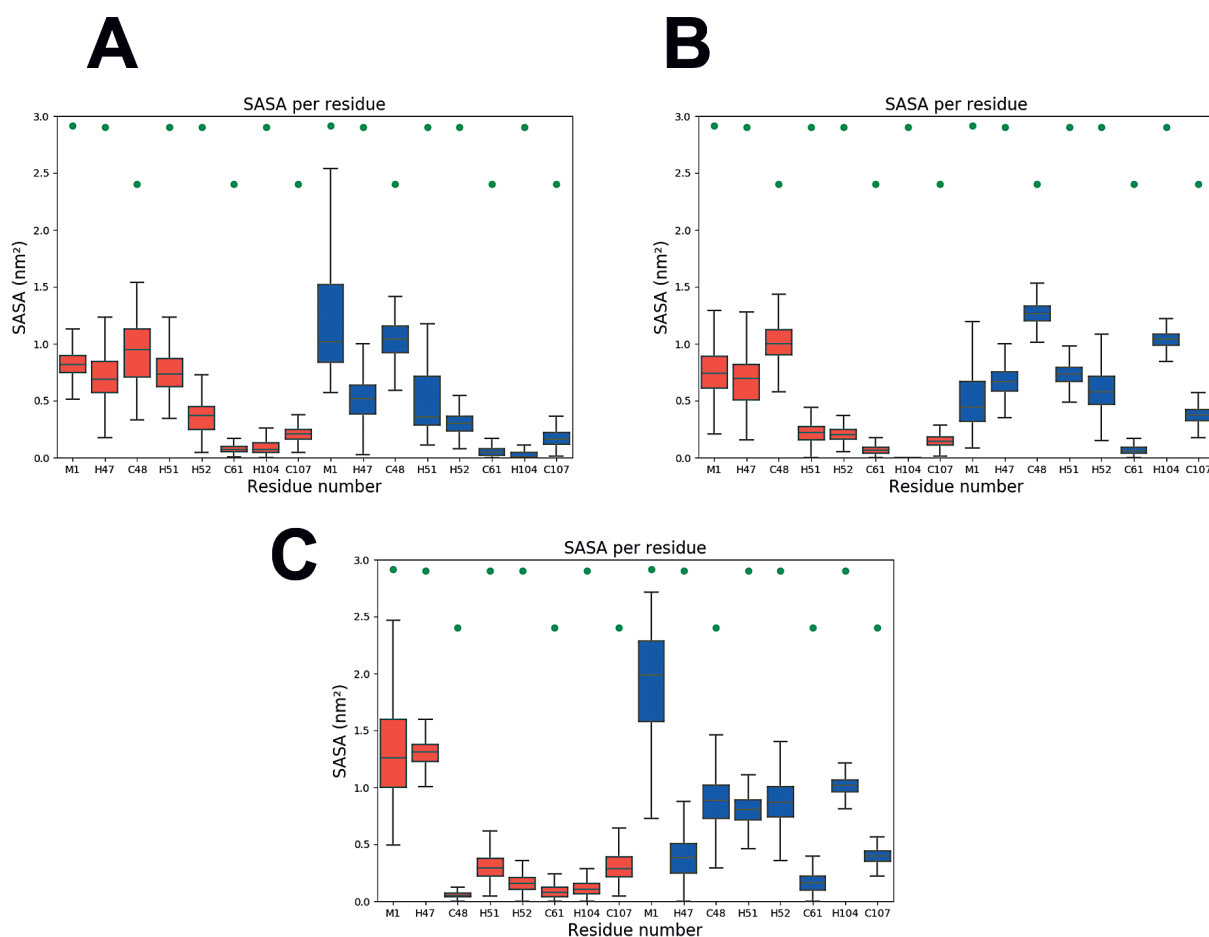 A
B
SASA per residue
SASA per residue
3.0
2.5
2.0
1.5
1.0
0.5
0.0
SASA (nm²)
M1 H47 C48 H51 H52 C61 H104 C107 M1 H47 C48 H51 H52 C61 H104 C107
Residue number
3.0
2.5
2.0
1.5
1.0
0.5
0.0
SASA (nm²)
M1 H47 C48 H51 H52 C61 H104 C107 M1 H47 C48 H51 H52 C61 H104 C107
Residue number
C
SASA per residue
3.0
2.5
2.0
1.5
1.0
0.5
0.0
SASA (nm²)
M1 H47 C48 H51 H52 C61 H104 C107 M1 H47 C48 H51 H52 C61 H104 C107
Residue number